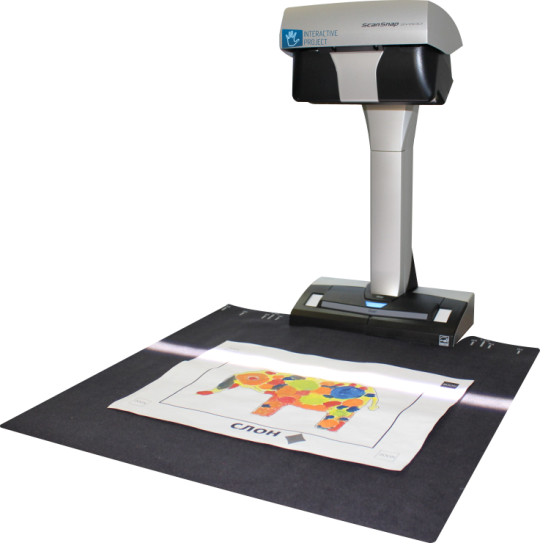 ScanSnap
INTERACTIVE
PROJECT
СЛОН